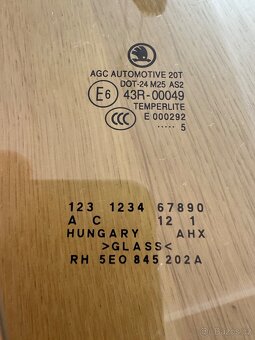 AGC AUTOMOTIVE 20T
DOT-24 M25 AS2
E6 43R-00049
TEMPERLITE
CCC E 000292
..... 5
123 1234 67890
A C 12 1
HUNGARY AHX
>GLASS<
RH 5E0 845 202A